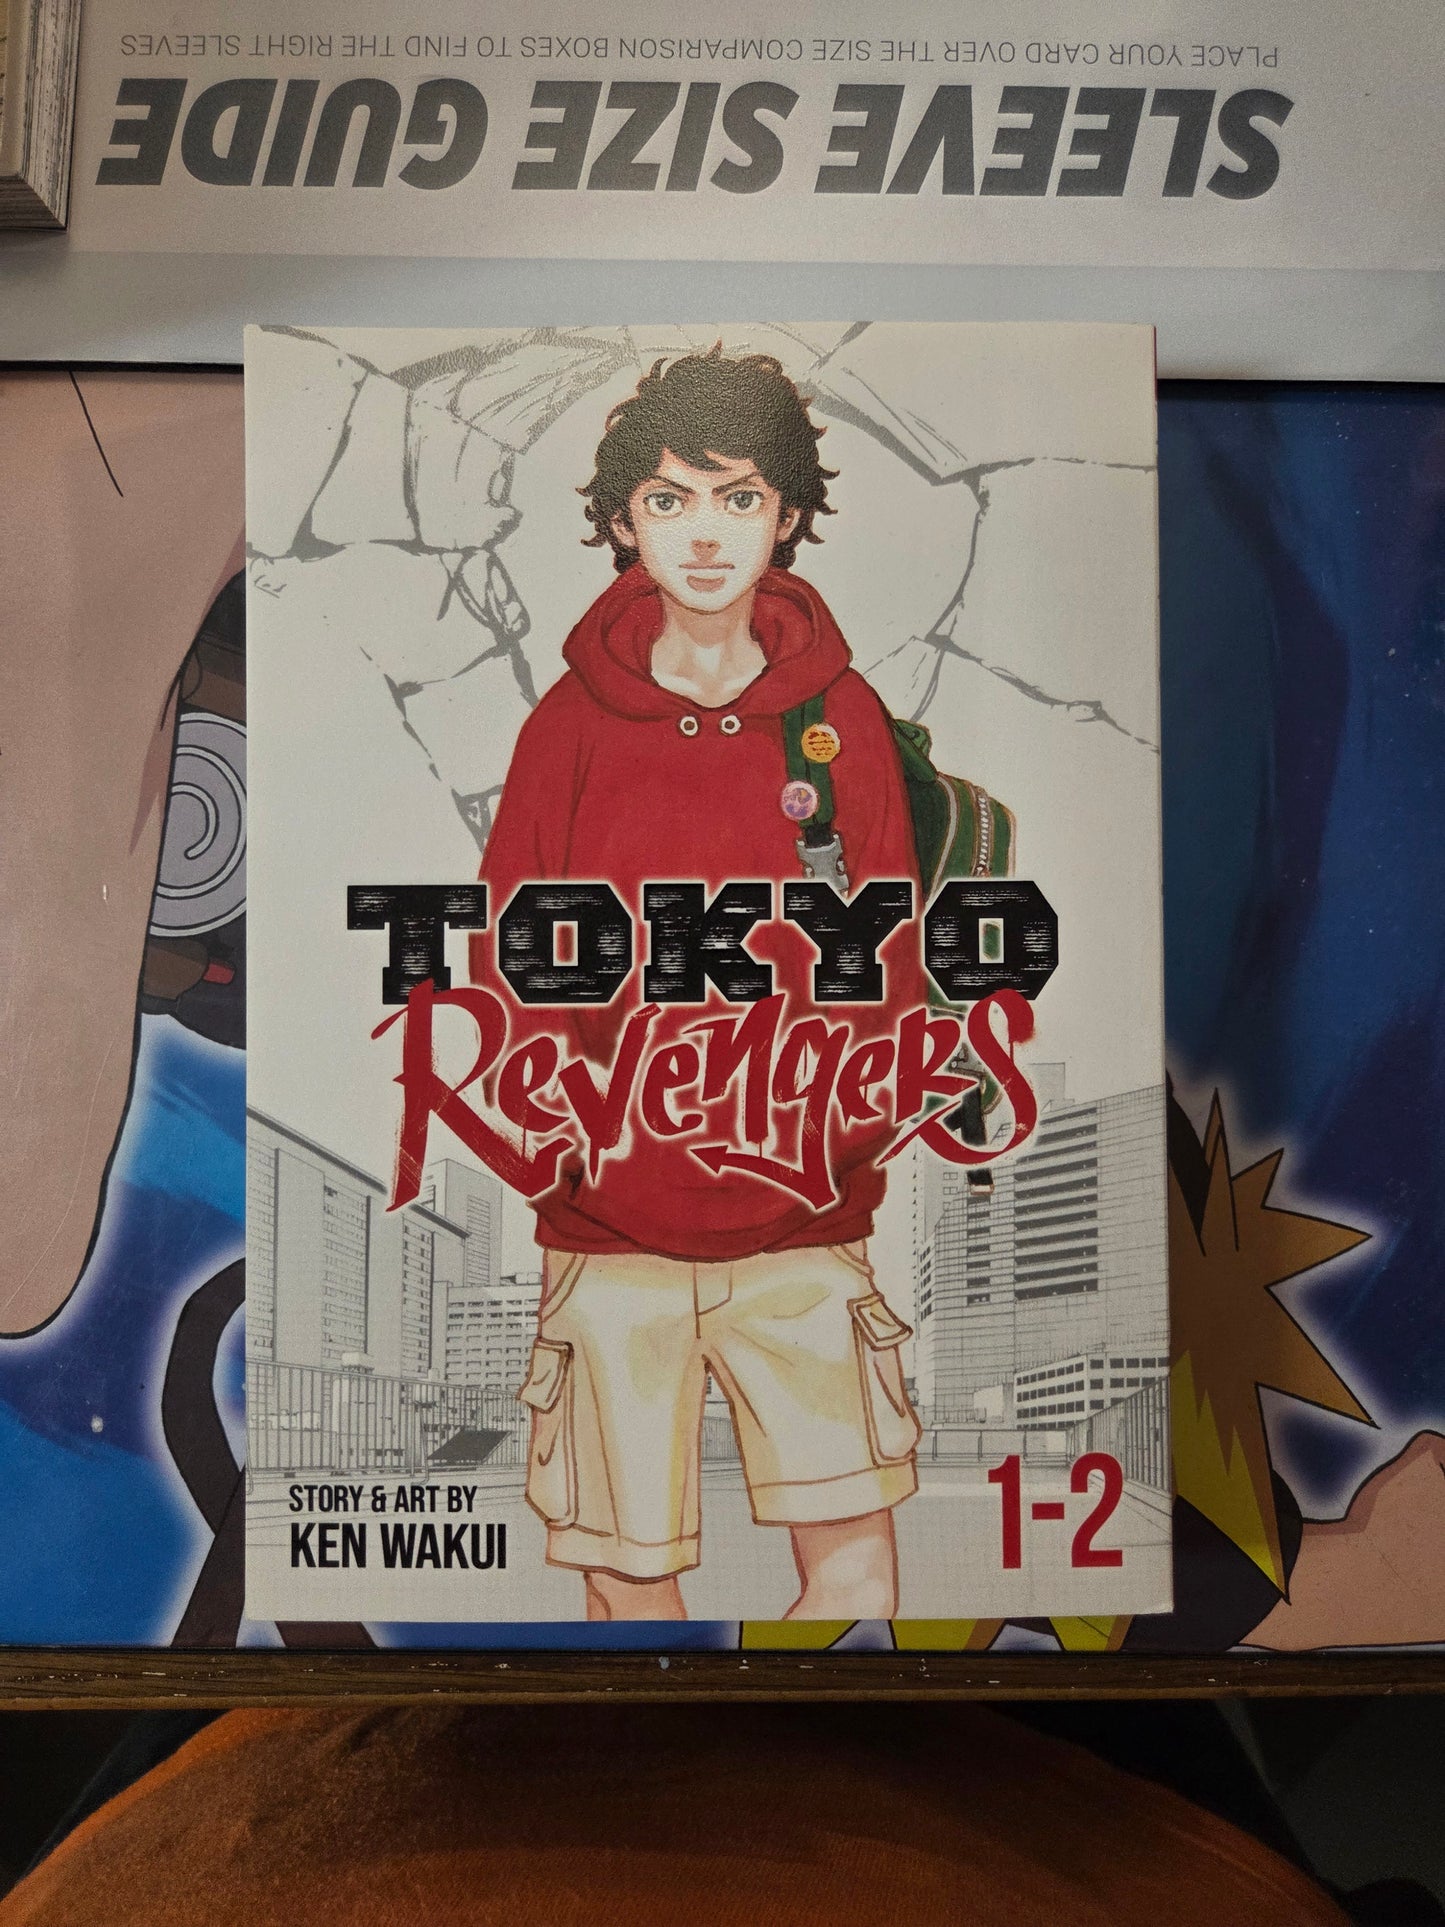 SLEEVE SIZE GUIDE
PLACE YOUR CARD OVER THE SIZE COMPARISON BOXES TO FIND THE RIGHT SLEEVES
TOKYO
REVENGERS
STORY & ART BY
KEN WAKUI
1-2